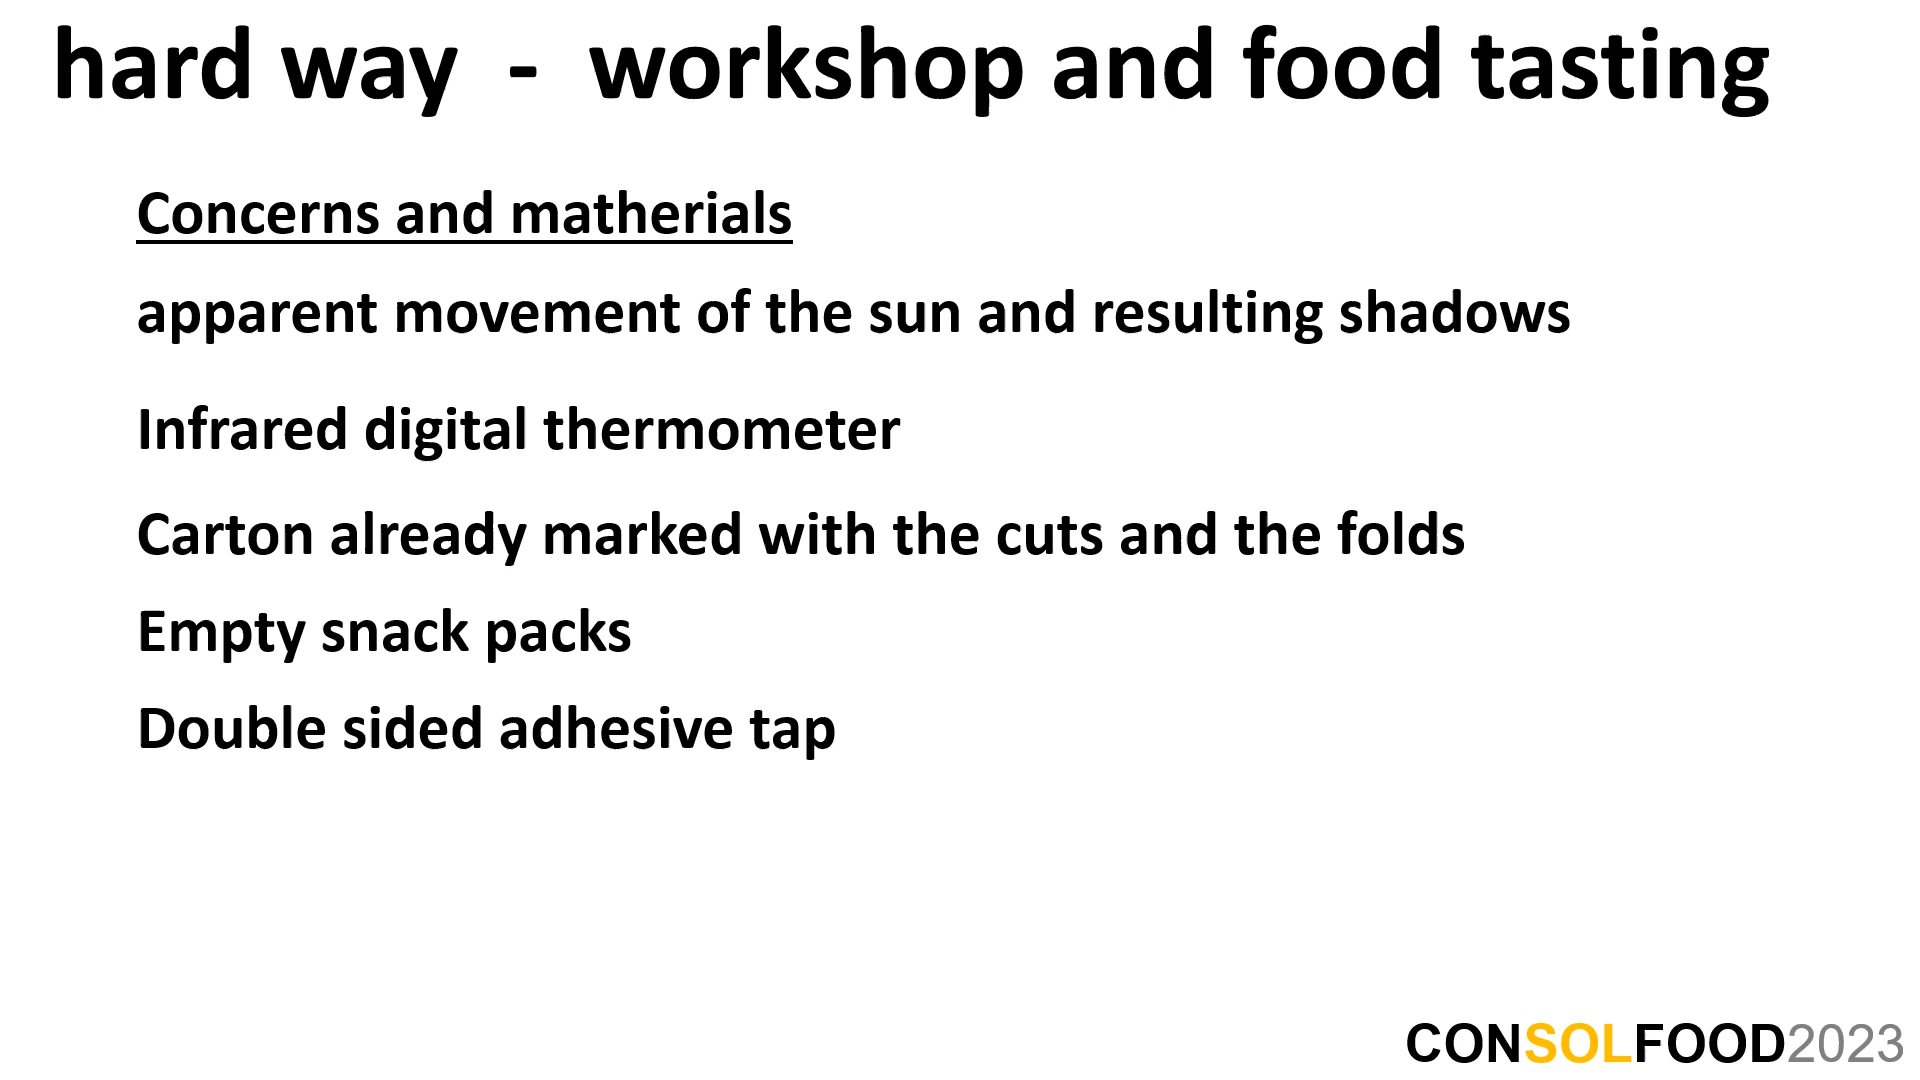 hard way - workshop and food tasting
Concerns and matherials
apparent movement of the sun and resulting shadows
Infrared digital thermometer
Carton already marked with the cuts and the folds
Empty snack packs
Double sided adhesive tap
CONSOLFOOD2023